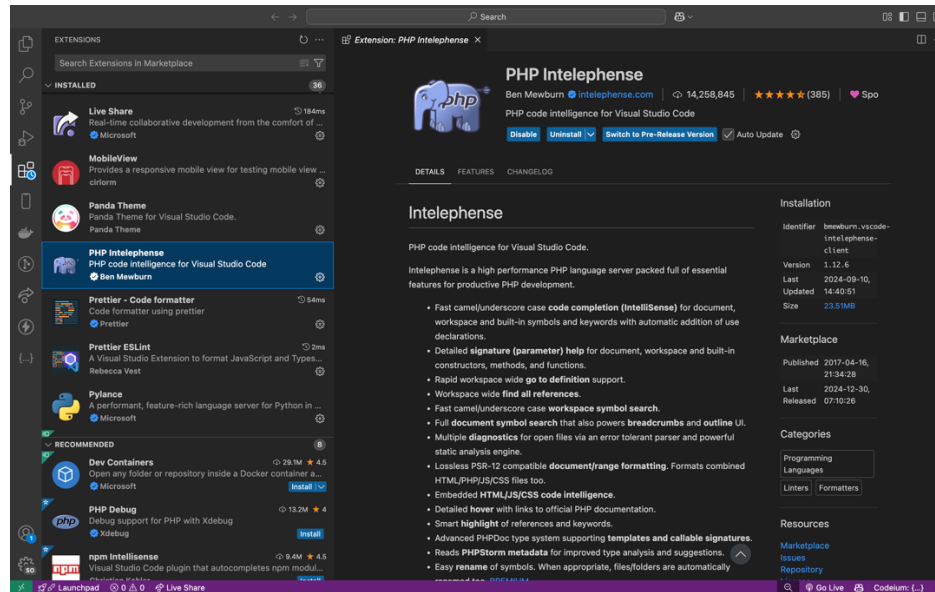 Search
EXTENSIONS
Search Extensions in Marketplace
INSTALLED
36
Live Share
184ms
Real-time collaborative development from the comfort of ...
Microsoft
MobileView
Provides a responsive mobile view for testing mobile view ...
cirlorm
Panda Theme
Panda Theme for Visual Studio Code.
Panda Theme
PHP Intelephense
PHP code intelligence for Visual Studio Code
Ben Mewburn
Prettier - Code formatter
54ms
Code formatter using prettier
Prettier
Prettier ESLint
2ms
A Visual Studio Extension to format JavaScript and Types...
Rebecca Vest
Pylance
A performant, feature-rich language server for Python in ...
Microsoft
RECOMMENDED
8
Dev Containers
29.1M ★ 4.5
Open any folder or repository inside a Docker container a...
Microsoft
Install
PHP Debug
13.2M ★ 4
Debug support for PHP with Xdebug
Xdebug
Install
npm Intellisense
9.4M ★ 4.5
Visual Studio Code plugin that autocompletes npm modul...
Christian Kohler
Install
Extension: PHP Intelephense
php
PHP Intelephense
Ben Mewburn intelephense.com | 14,258,845 | ★★★★★(385) | Spo
PHP code intelligence for Visual Studio Code
Disable Uninstall Switch to Pre-Release Version Auto Update
DETAILS FEATURES CHANGELOG
Intelephense
PHP code intelligence for Visual Studio Code.
Intelephense is a high performance PHP language server packed full of essential
features for productive PHP development.
• Fast camel/underscore case code completion (IntelliSense) for document,
workspace and built-in symbols and keywords with automatic addition of use
declarations.
• Detailed signature (parameter) help for document, workspace and built-in
constructors, methods, and functions.
• Rapid workspace wide go to definition support.
• Workspace wide find all references.
• Fast camel/underscore case workspace symbol search.
• Full document symbol search that also powers breadcrumbs and outline UI.
• Multiple diagnostics for open files via an error tolerant parser and powerful
static analysis engine.
• Lossless PSR-12 compatible document/range formatting. Formats combined
HTML/PHP/JS/CSS files too.
• Embedded HTML/JS/CSS code intelligence.
• Detailed hover with links to official PHP documentation.
• Smart highlight of references and keywords.
• Advanced PHPDoc type system supporting templates and callable signatures.
• Reads PHPStorm metadata for improved type analysis and suggestions.
• Easy rename of symbols. When appropriate, files/folders are automatically
renamed too. PREMIUM
Installation
Identifier bmewburn.vscode-
intelephense-
client
Version 1.12.6
Last 2024-09-10,
Updated 14:40:51
Size 23.51MB
Marketplace
Published 2017-04-16,
21:34:28
Last 2024-12-30,
Released 07:10:26
Categories
Programming
Languages
Linters Formatters
Resources
Marketplace
Issues
Repository
1
SO
Launchpad 0 0 Live Share
Go Live Codeium: {...}